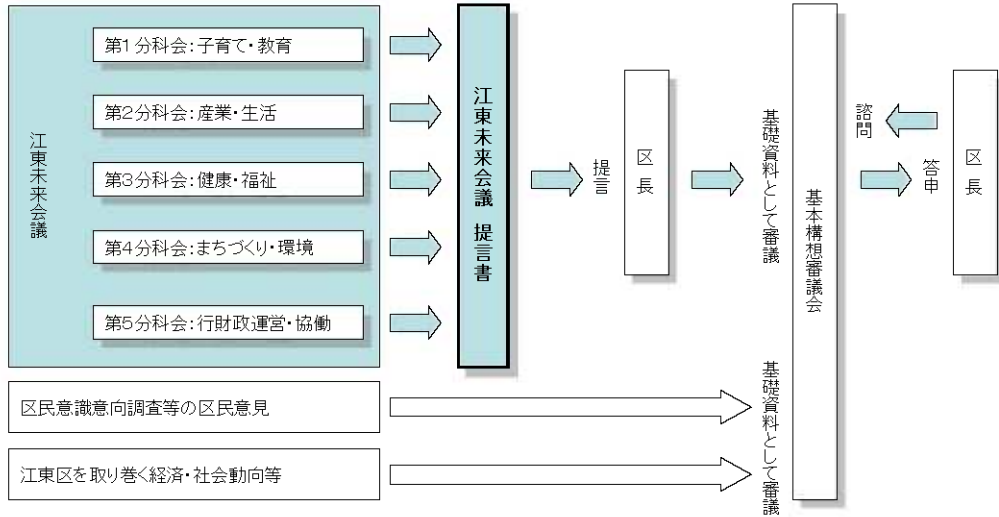 江東未来会議
第1分科会:子育て・教育
第2分科会:産業・生活
第3分科会:健康・福祉
第4分科会:まちづくり・環境
第5分科会:行財政運営・協働
江東未来会議 提言書
提言
区長
基礎資料として審議
基本構想審議会
諮問
答申
区長
区民意識意向調査等の区民意見
江東区を取り巻く経済・社会動向等
基礎資料として審議